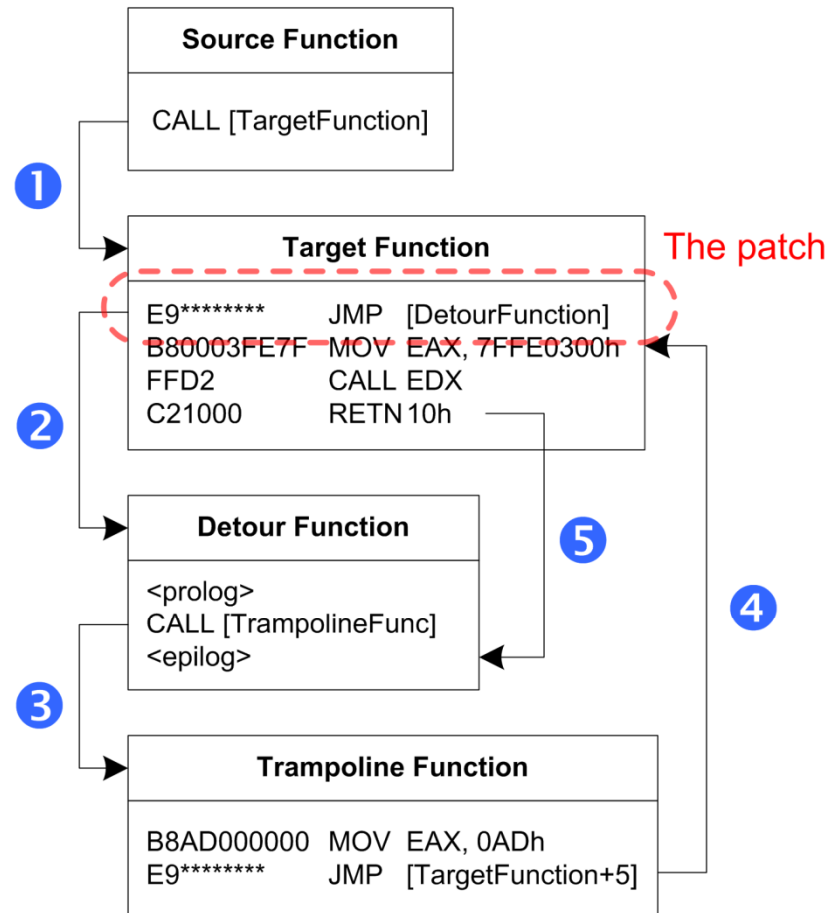 Source Function
CALL [TargetFunction]
1
Target Function
The patch
E9******** JMP [DetourFunction]
B80003FE7F MOV EAX, 7FFE0300h
FFD2 CALL EDX
C21000 RETN 10h
2
Detour Function
5
<prolog>
CALL [TrampolineFunc]
<epilog>
4
3
Trampoline Function
B8AD000000 MOV EAX, 0ADh
E9******** JMP [TargetFunction+5]